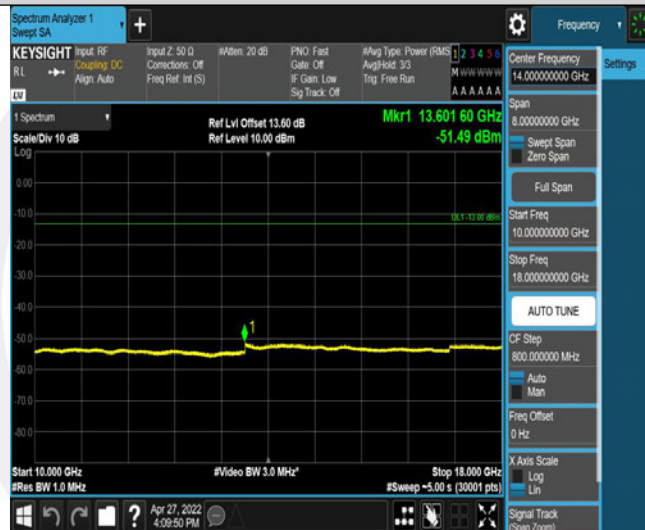 Spectrum Analyzer 1
Swept SA
+
Frequency
KEYSIGHT
RL
Input: RF
Coupling: DC
Align: Auto
Input Z: 50 Ω
Corrections: Off
Freq Ref: Int (S)
#Atten: 20 dB
PNO: Fast
Gate: Off
IF Gain: Low
Sig Track: Off
#Avg Type: Power (RMS
Avg|Hold: 3/3
Trig: Free Run
1 2 3 4 5 6
M W W W W W
A A A A A A
LXI
1 Spectrum
Scale/Div 10 dB
Log
Ref Lvl Offset 13.60 dB
Ref Level 10.00 dBm
Mkr1 13.601 60 GHz
-51.49 dBm
0.00
-10.0
DL1 -13.00 dBm
-20.0
-30.0
-40.0
1
-50.0
-60.0
-70.0
-80.0
Start 10.000 GHz
#Res BW 1.0 MHz
#Video BW 3.0 MHz*
Stop 18.000 GHz
#Sweep ~5.00 s (30001 pts)
Apr 27, 2022
4:09:50 PM
Settings
Center Frequency
14.000000000 GHz
Span
8.00000000 GHz
Swept Span
Zero Span
Full Span
Start Freq
10.000000000 GHz
Stop Freq
18.000000000 GHz
AUTO TUNE
CF Step
800.000000 MHz
Auto
Man
Freq Offset
0 Hz
X Axis Scale
Log
Lin
Signal Track
(Span Zoom)